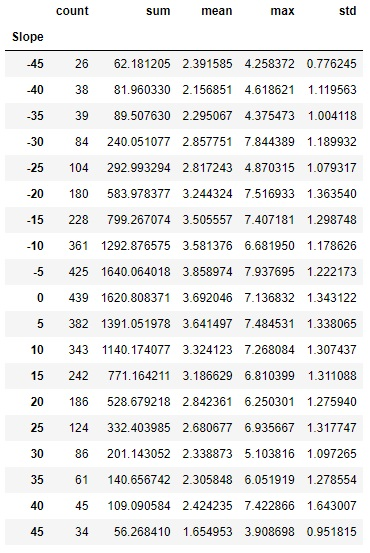 count sum mean max std
Slope
-45 26 62.181205 2.391585 4.258372 0.776245
-40 38 81.960330 2.156851 4.618621 1.119563
-35 39 89.507630 2.295067 4.375473 1.004118
-30 84 240.051077 2.857751 7.844389 1.189932
-25 104 292.993294 2.817243 4.870315 1.079317
-20 180 583.978377 3.244324 7.516933 1.363540
-15 228 799.267074 3.505557 7.407181 1.298748
-10 361 1292.876575 3.581376 6.681950 1.178626
-5 425 1640.064018 3.858974 7.937695 1.222173
0 439 1620.808371 3.692046 7.136832 1.343122
5 382 1391.051978 3.641497 7.484531 1.338065
10 343 1140.174077 3.324123 7.268084 1.307437
15 242 771.164211 3.186629 6.810399 1.311088
20 186 528.679218 2.842361 6.250301 1.275940
25 124 332.403985 2.680677 6.935667 1.317747
30 86 201.143052 2.338873 5.103816 1.097265
35 61 140.656742 2.305848 6.051919 1.278554
40 45 109.090584 2.424235 7.422866 1.643007
45 34 56.268410 1.654953 3.908698 0.951815